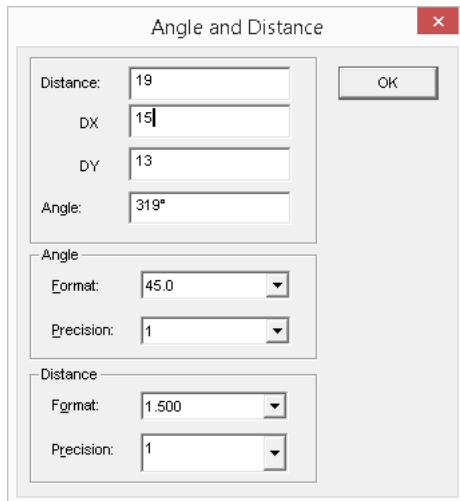 Angle and Distance
Distance: 19
OK
DX 15
DY 13
Angle: 319°
Angle
Format: 45.0
Precision: 1
Distance
Format: 1.500
Precision: 1